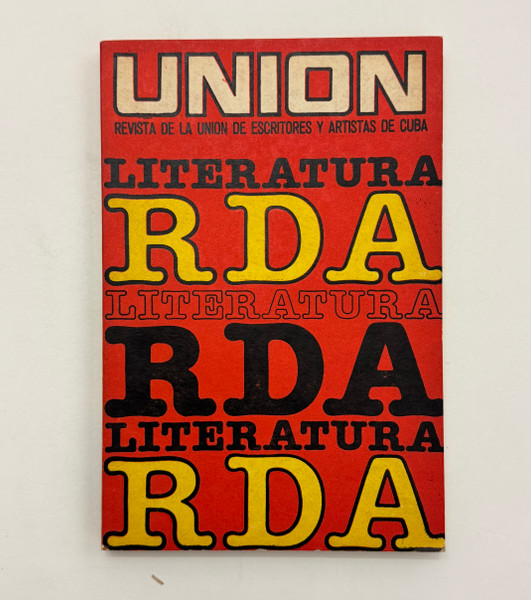 UNION
REVISTA DE LA UNION DE ESCRITORES Y ARTISTAS DE CUBA
LITERATURA
RDA
LITERATURA
RDA
LITERATURA
RDA